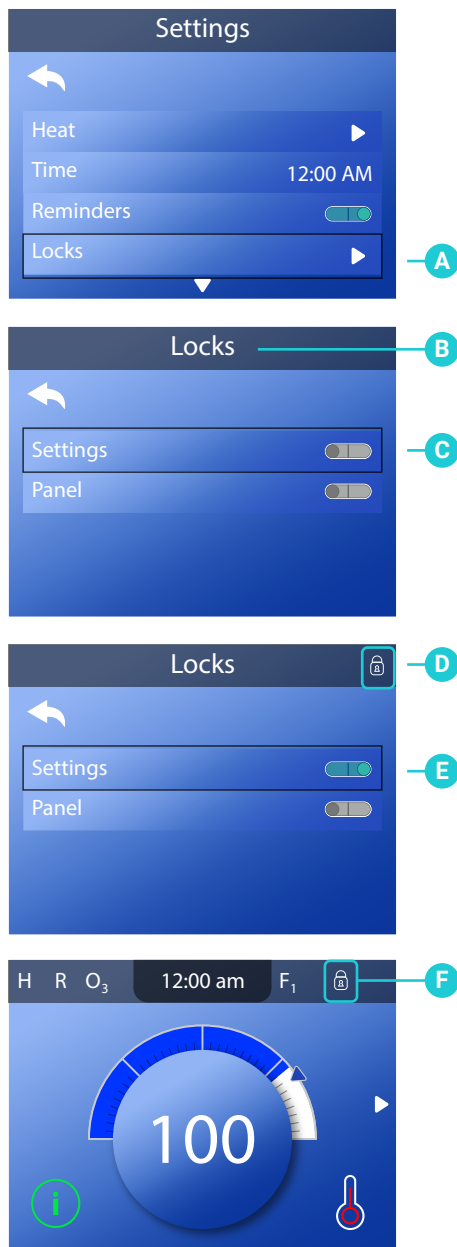 Settings
Heat
Time 12:00 AM
Reminders
Locks
A
Locks
B
Settings
C
Panel
Locks
D
Settings
E
Panel
H R O₃ 12:00 am F₁
F
100
i